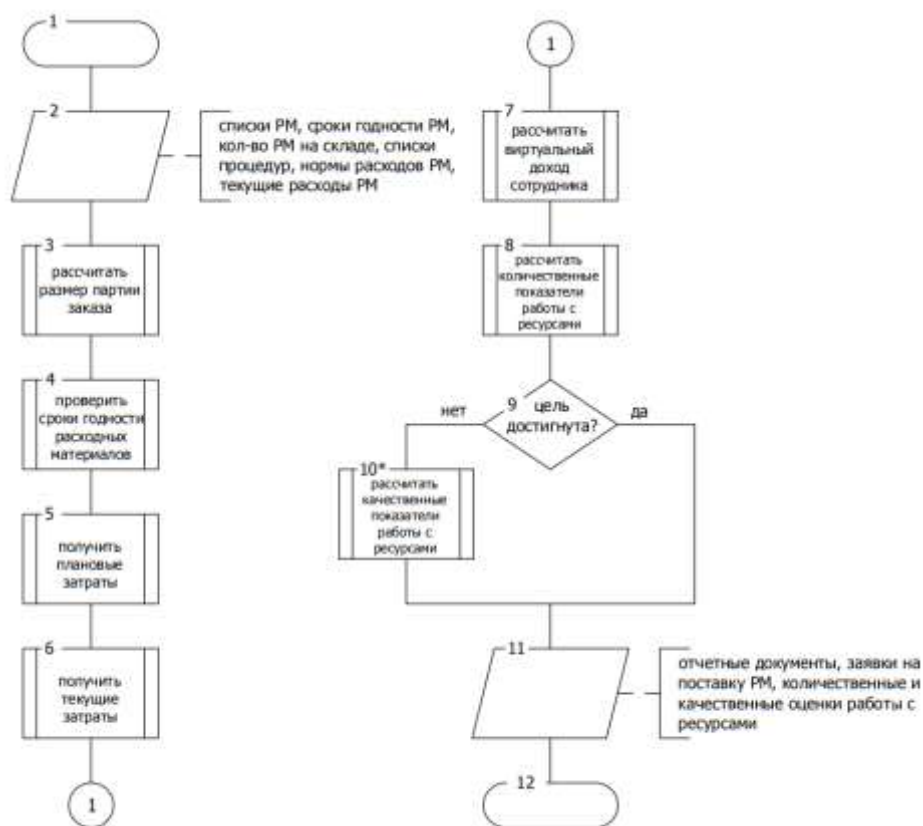 1
2
списки РМ, сроки годности РМ,
кол-во РМ на складе, списки
процедур, нормы расходов РМ,
текущие расходы РМ
3
рассчитать
размер партии
заказа
4
проверить
сроки годности
расходных
материалов
5
получить
плановые
затраты
6
получить
текущие
затраты
1
1
7
рассчитать
виртуальный
доход
сотрудника
8
рассчитать
количественные
показатели
работы с
ресурсами
9 цель
достигнута?
нет
да
10*
рассчитать
качественные
показатели
работы с
ресурсами
11
отчетные документы, заявки на
поставку РМ, количественные и
качественные оценки работы с
ресурсами
12